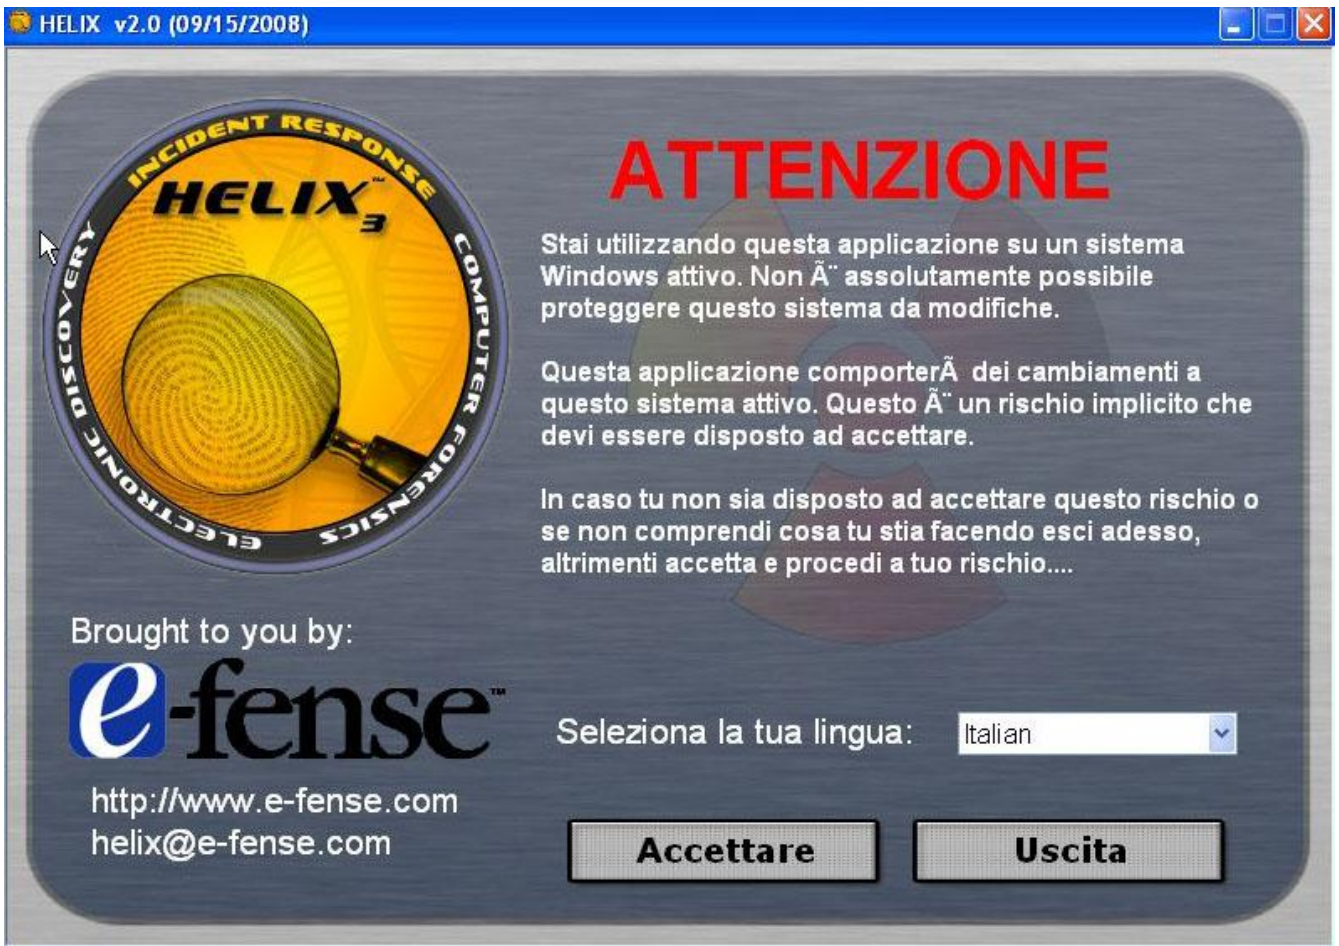 HELIX v2.0 (09/15/2008)
INCIDENT RESPONSE
COMPUTER FORENSICS
ELECTRONIC DISCOVERY
HELIX™3
ATTENZIONE
Stai utilizzando questa applicazione su un sistema
Windows attivo. Non Ã¨ assolutamente possibile
proteggere questo sistema da modifiche.
Questa applicazione comporterÃ  dei cambiamenti a
questo sistema attivo. Questo Ã¨ un rischio implicito che
devi essere disposto ad accettare.
In caso tu non sia disposto ad accettare questo rischio o
se non comprendi cosa tu stia facendo esci adesso,
altrimenti accetta e procedi a tuo rischio....
Brought to you by:
e-fense™
http://www.e-fense.com
helix@e-fense.com
Seleziona la tua lingua: Italian
Accettare Uscita